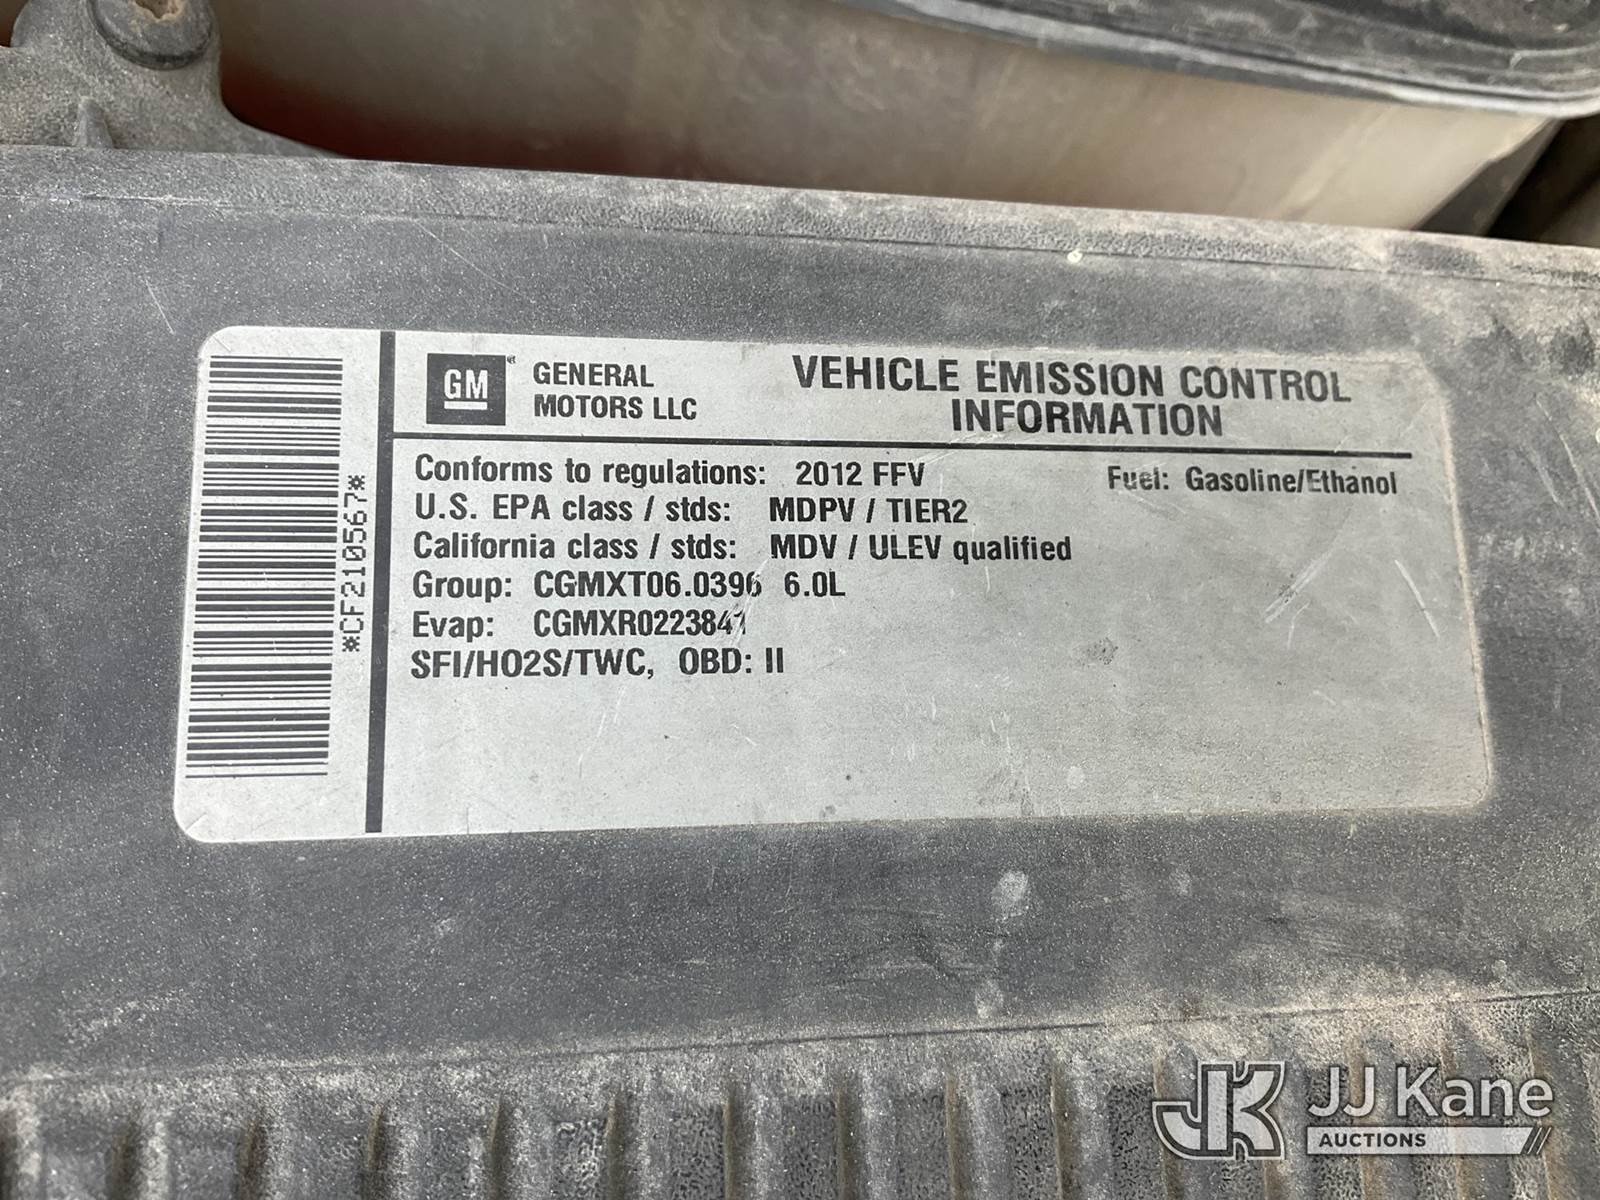 GM
GENERAL
MOTORS LLC
VEHICLE EMISSION CONTROL
INFORMATION
Conforms to regulations: 2012 FFV
Fuel: Gasoline/Ethanol
U.S. EPA class / stds: MDPV / TIER2
California class / stds: MDV / ULEV qualified
Group: CGMXT06.0396 6.0L
Evap: CGMXR0223841
SFI/HO2S/TWC, OBD: II
*CF210567*
JK JJ Kane
AUCTIONS